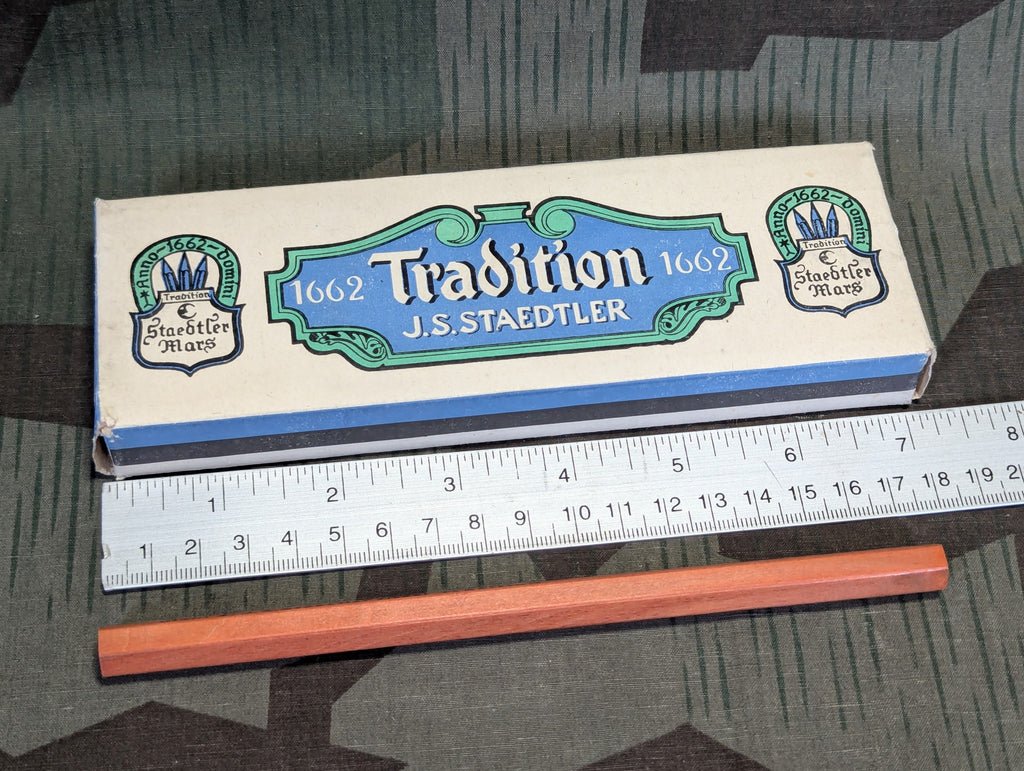 ★Anno-1662-Domini
Tradition
C
Staedtler
Mars
1662 Tradition 1662
J.S.STAEDTLER
★Anno-1662-Domini
Tradition
C
Staedtler
Mars
1 2 3 4 5 6 7 8
1 2 3 4 5 6 7 8 9 10 11 12 13 14 15 16 17 18 19 2